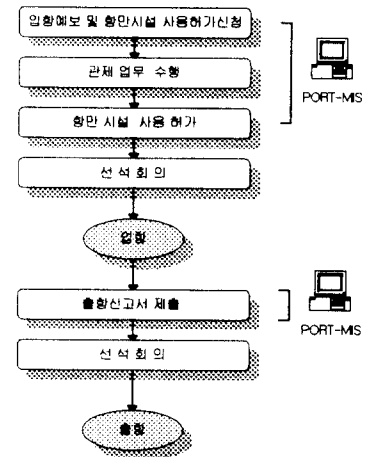 입항예보 및 항만시설 사용허가신청
관제 업무 수행
PORT-MIS
항만 시설 사용 허가
선 석 회 의
입항
출항신고서 제출
PORT-MIS
선 석 회 의
출항